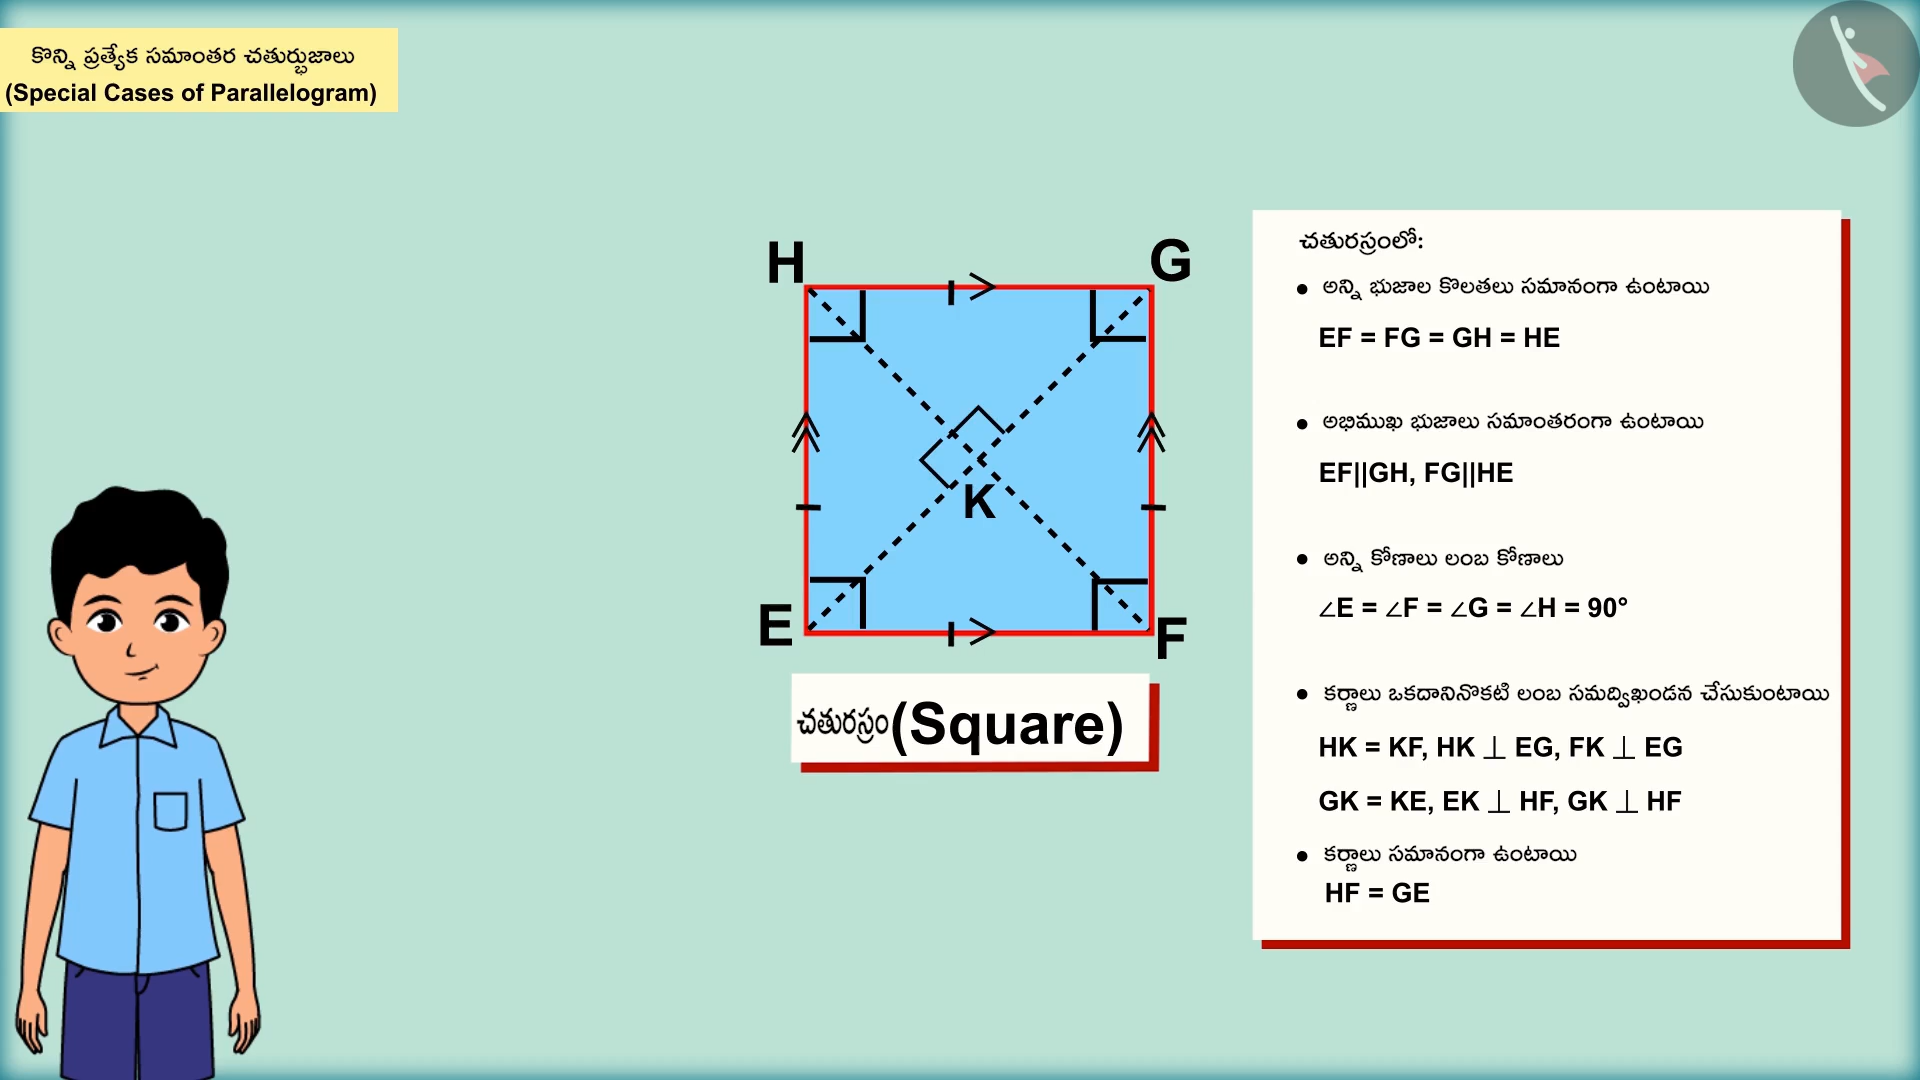 కొన్ని ప్రత్యేక సమాంతర చతుర్భుజాలు
(Special Cases of Parallelogram)
H
G
K
E
F
చతురస్రం(Square)
చతురస్రంలో:
• అన్ని భుజాల కొలతలు సమానంగా ఉంటాయి
EF = FG = GH = HE
• అభిముఖ భుజాలు సమాంతరంగా ఉంటాయి
EF||GH, FG||HE
• అన్ని కోణాలు లంబ కోణాలు
∠E = ∠F = ∠G = ∠H = 90°
• కర్ణాలు ఒకదానినొకటి లంబ సమద్విఖండన చేసుకుంటాయి
HK = KF, HK ⊥ EG, FK ⊥ EG
GK = KE, EK ⊥ HF, GK ⊥ HF
• కర్ణాలు సమానంగా ఉంటాయి
HF = GE